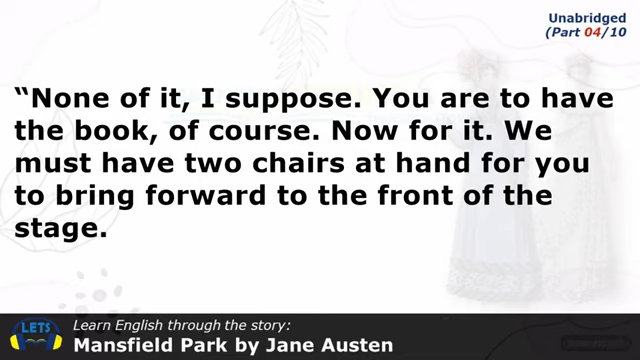 Unabridged
(Part 04/10
“None of it, I suppose. You are to have
the book, of course. Now for it. We
must have two chairs at hand for you
to bring forward to the front of the
stage.
LETS
Learn English through the story:
Mansfield Park by Jane Austen